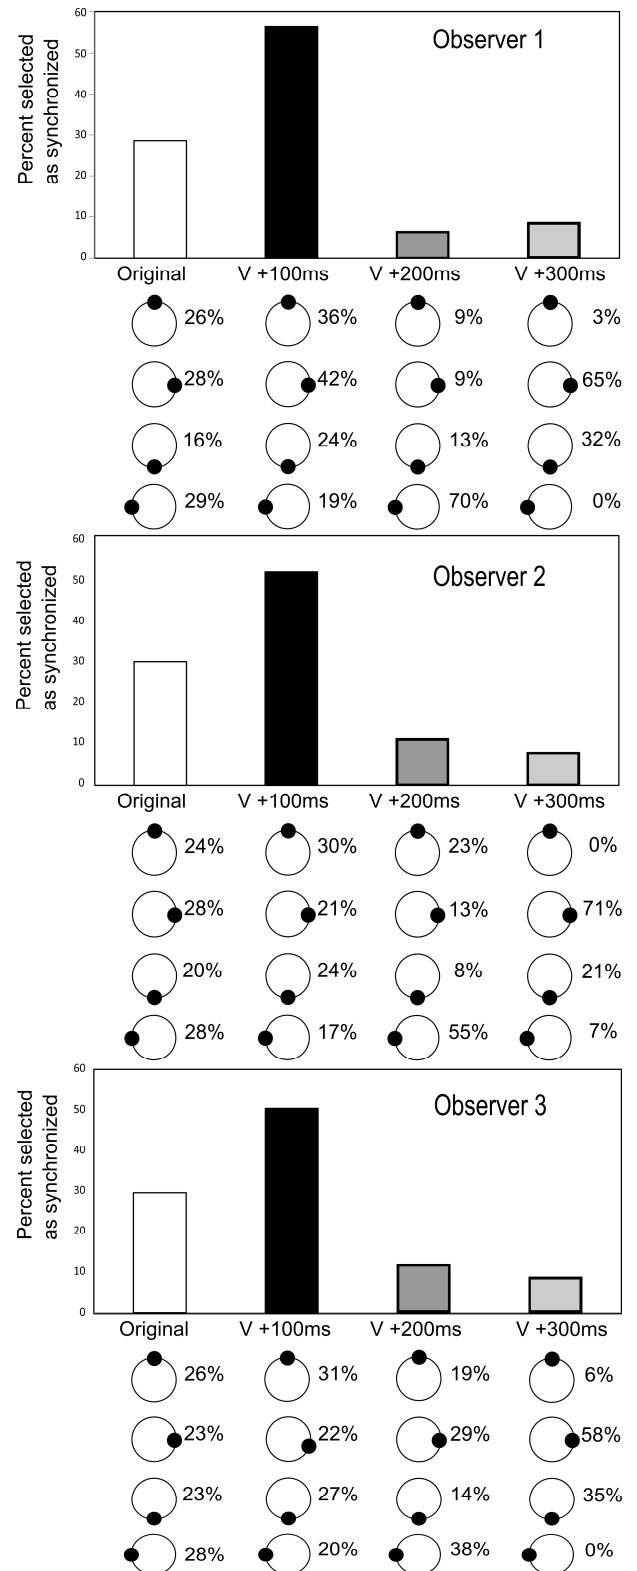 60
Observer 1
50
40
30
20
10
0
Percent selected
as synchronized
Original V +100ms V +200ms V +300ms
26% 36% 9% 3%
28% 42% 9% 65%
16% 24% 13% 32%
29% 19% 70% 0%
60
Observer 2
50
40
30
20
10
0
Percent selected
as synchronized
Original V +100ms V +200ms V +300ms
24% 30% 23% 0%
28% 21% 13% 71%
20% 24% 8% 21%
28% 17% 55% 7%
60
Observer 3
50
40
30
20
10
0
Percent selected
as synchronized
Original V +100ms V +200ms V +300ms
26% 31% 19% 6%
23% 22% 29% 58%
23% 27% 14% 35%
28% 20% 38% 0%